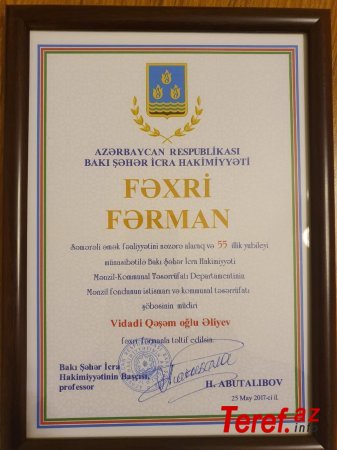 AZƏRBAYCAN RESPUBLİKASI
BAKI ŞƏHƏR İCRA HAKİMİYYƏTİ
FƏXRİ
FƏRMAN
Səmərəli əmək fəaliyyətini nəzərə alaraq və 55 illik yubileyi
münasibətilə Bakı Şəhər İcra Hakimiyyəti
Mənzil-Kommunal Təsərrüfatı Departamentinin
Mənzil fondunun istismarı və kommunal təsərrüfatı
şöbəsinin müdiri
Vidadi Qəşəm oğlu Əliyev
fəxri fərmanla təltif edilsin.
Bakı Şəhər İcra
Hakimiyyətinin Başçısı,
professor
H. ABUTALIBOV
25 May 2017-ci il.
Teref.az
info